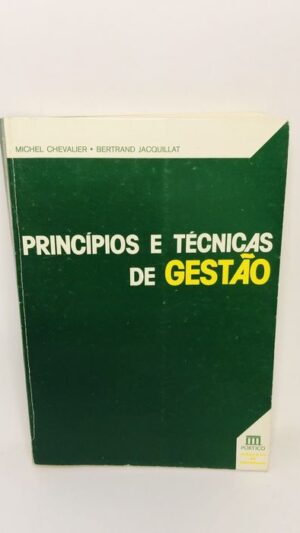 MICHEL CHEVALIER • BERTRAND JACQUILLAT
PRINCÍPIOS E TÉCNICAS
DE GESTÃO
PÓRTICO